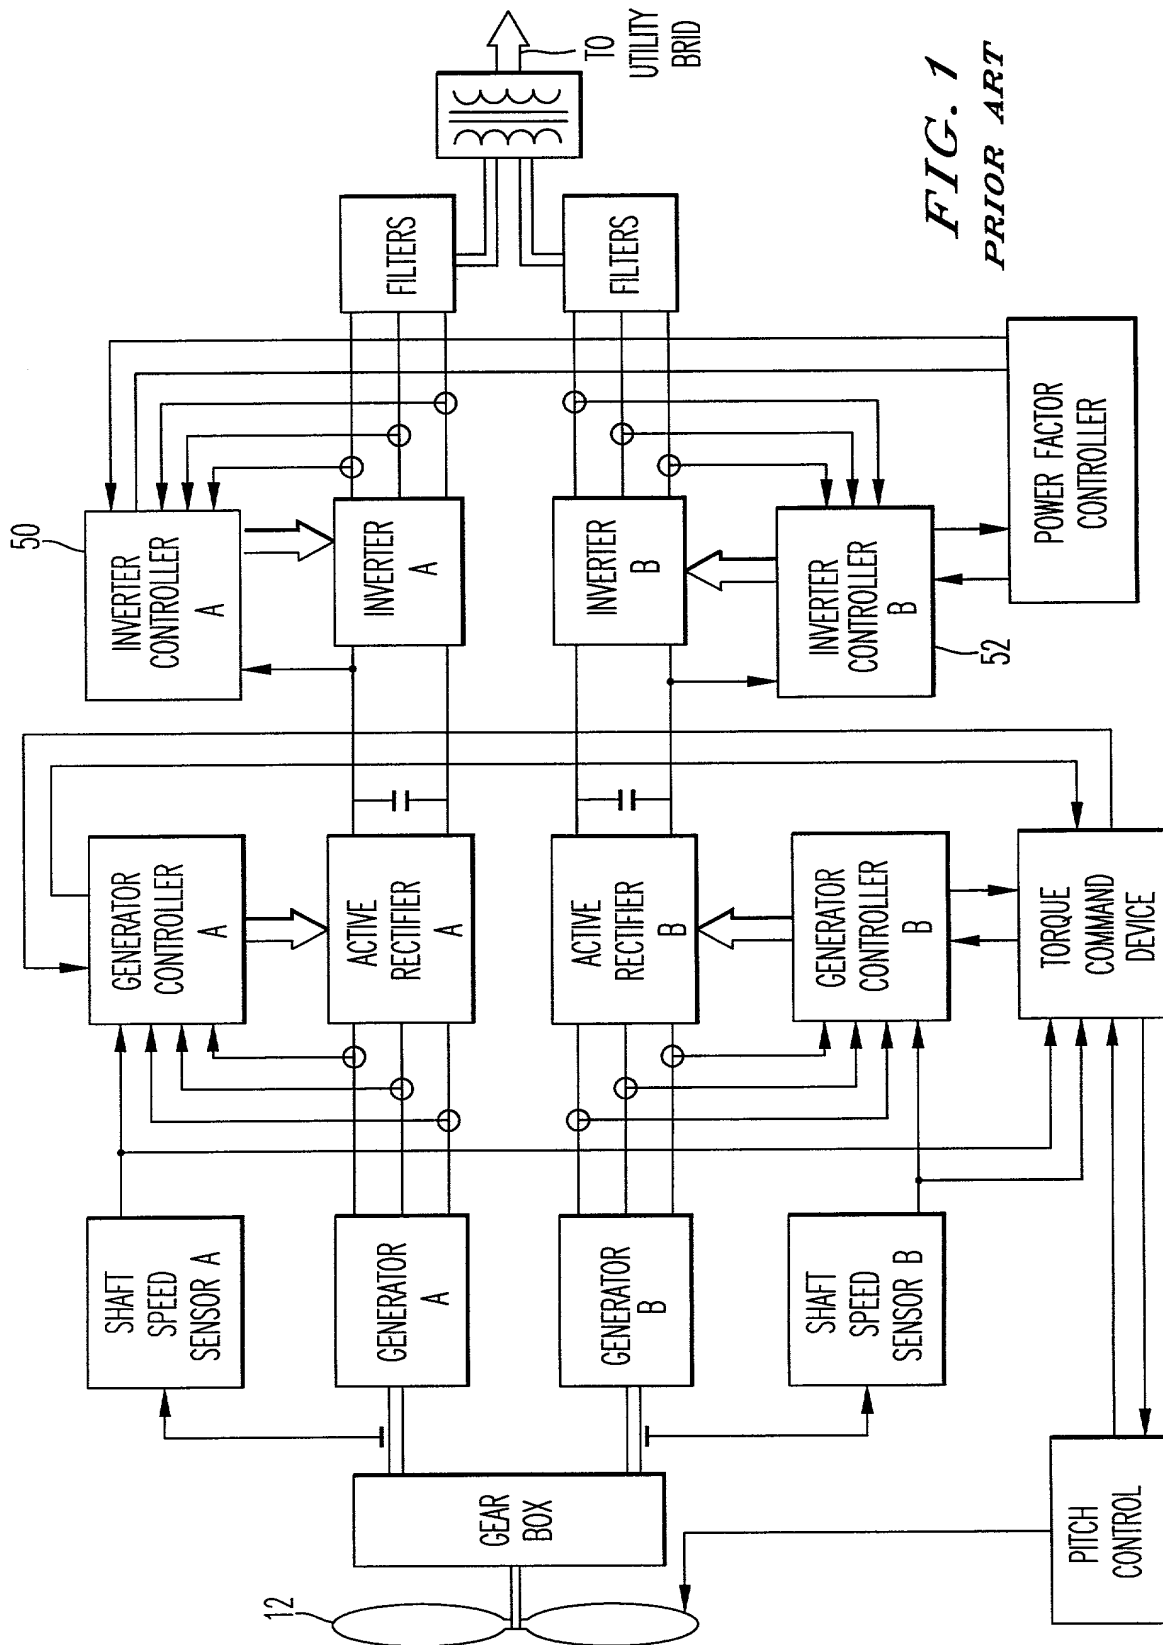 50
INVERTER
CONTROLLER
A
INVERTER
A
FILTERS
TO
UTILITY
BRID
GENERATOR
CONTROLLER
A
ACTIVE
RECTIFIER
A
SHAFT
SPEED
SENSOR A
GENERATOR
A
12
GEAR
BOX
GENERATOR
B
ACTIVE
RECTIFIER
B
INVERTER
B
FILTERS
SHAFT
SPEED
SENSOR B
GENERATOR
CONTROLLER
B
INVERTER
CONTROLLER
B
52
PITCH
CONTROL
TORQUE
COMMAND
DEVICE
POWER FACTOR
CONTROLLER
FIG. 1
PRIOR ART